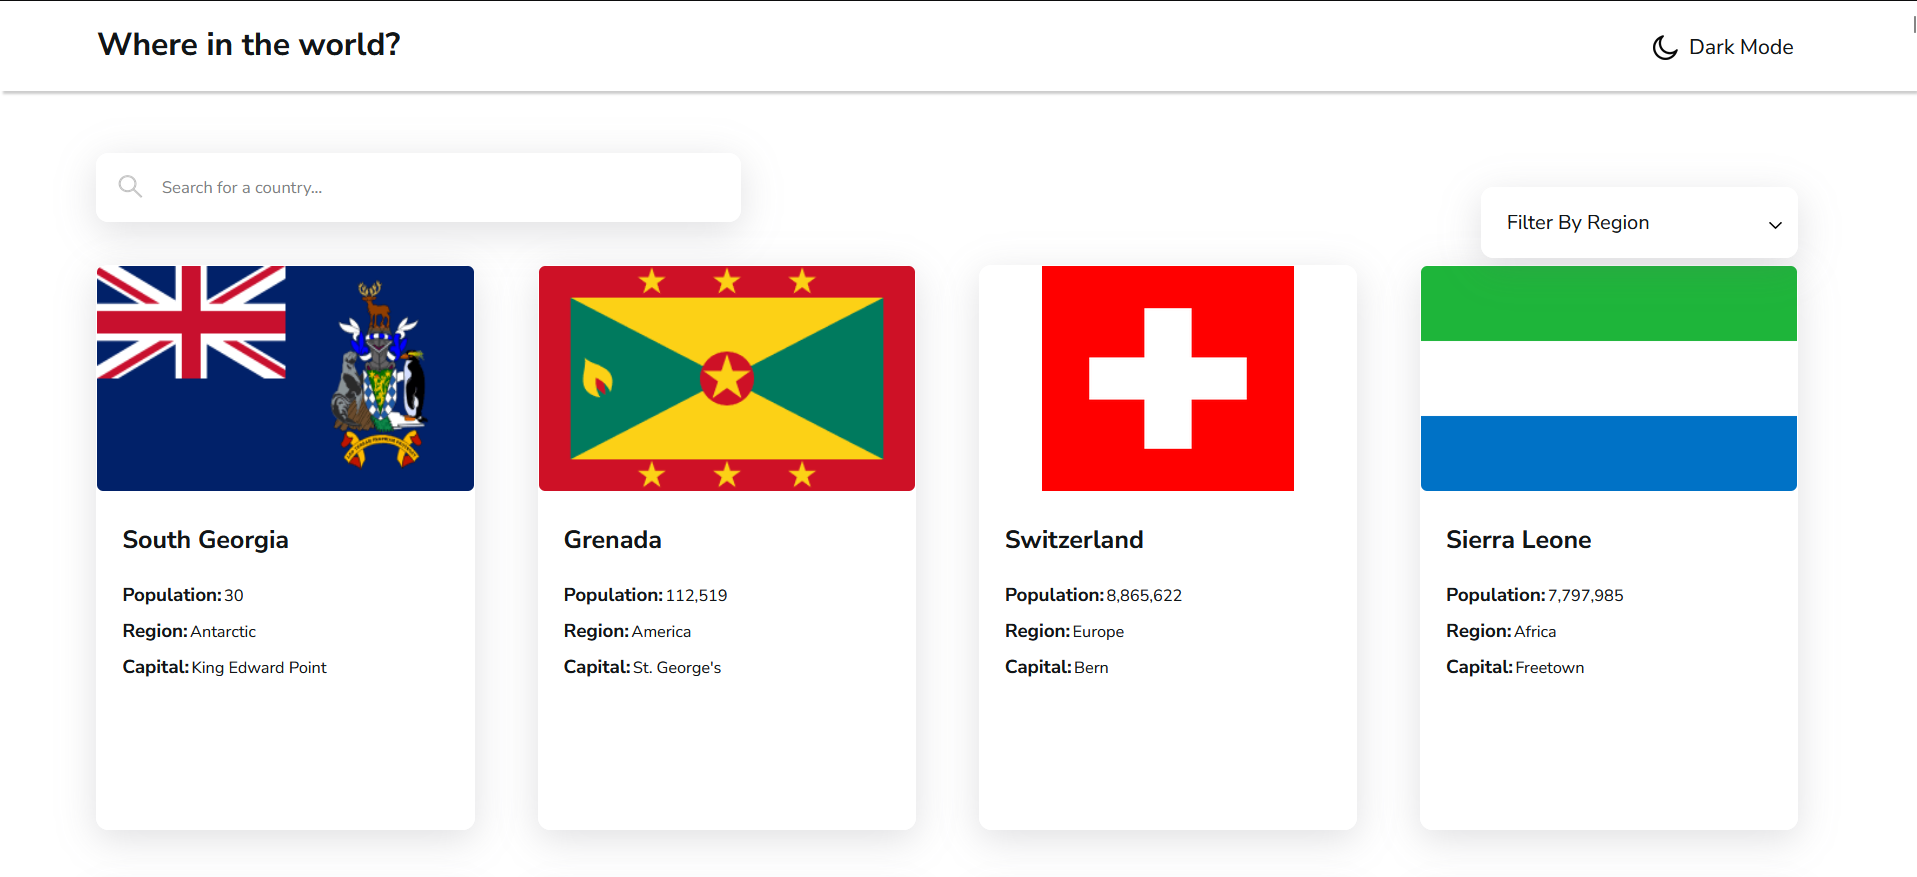 Where in the world?
Dark Mode
Search for a country...
Filter By Region
South Georgia
Population: 30
Region: Antarctic
Capital: King Edward Point
Grenada
Population: 112,519
Region: America
Capital: St. George's
Switzerland
Population: 8,865,622
Region: Europe
Capital: Bern
Sierra Leone
Population: 7,797,985
Region: Africa
Capital: Freetown